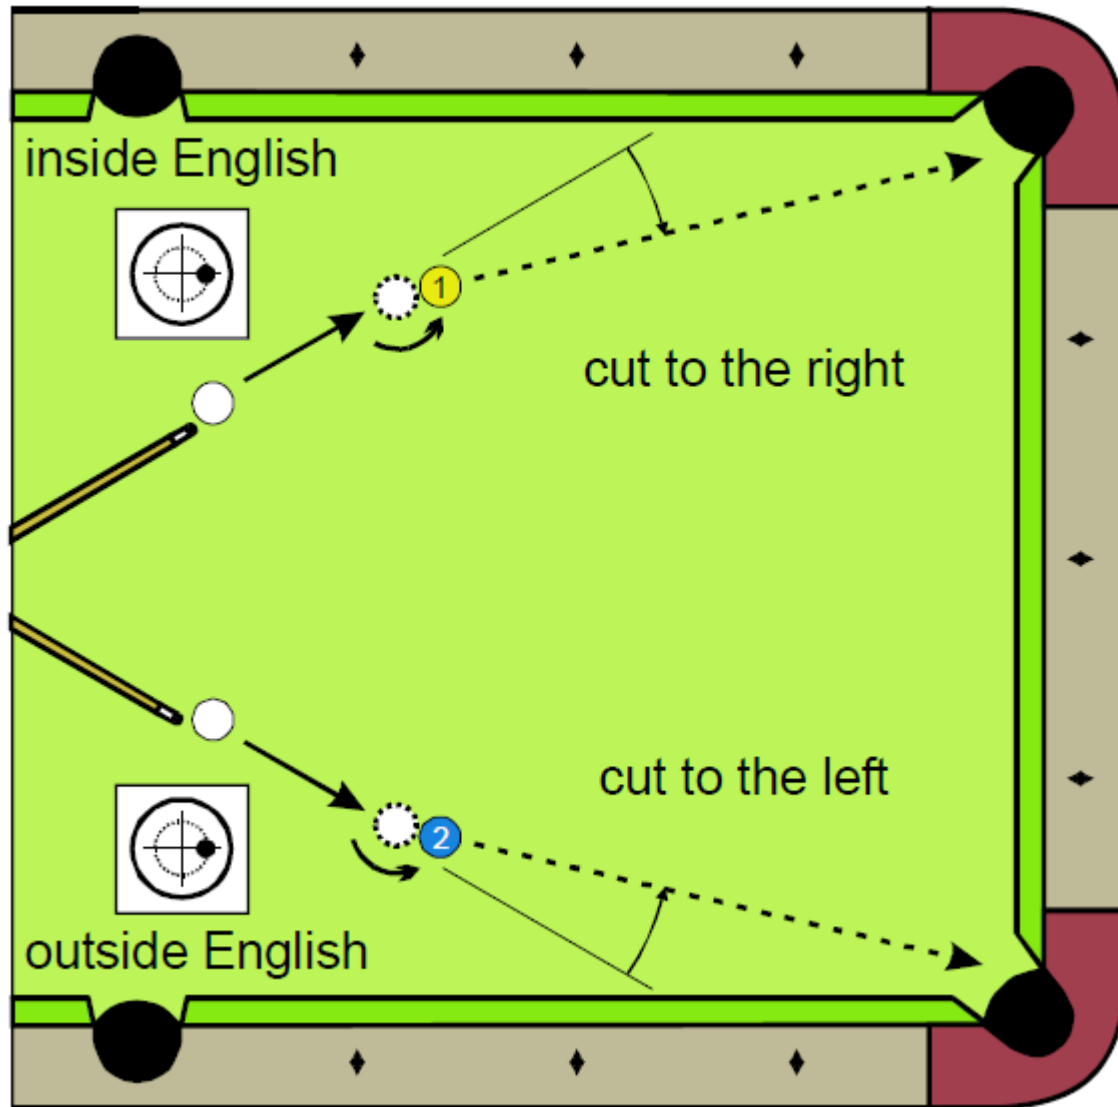 inside English
1
cut to the right
cut to the left
2
outside English